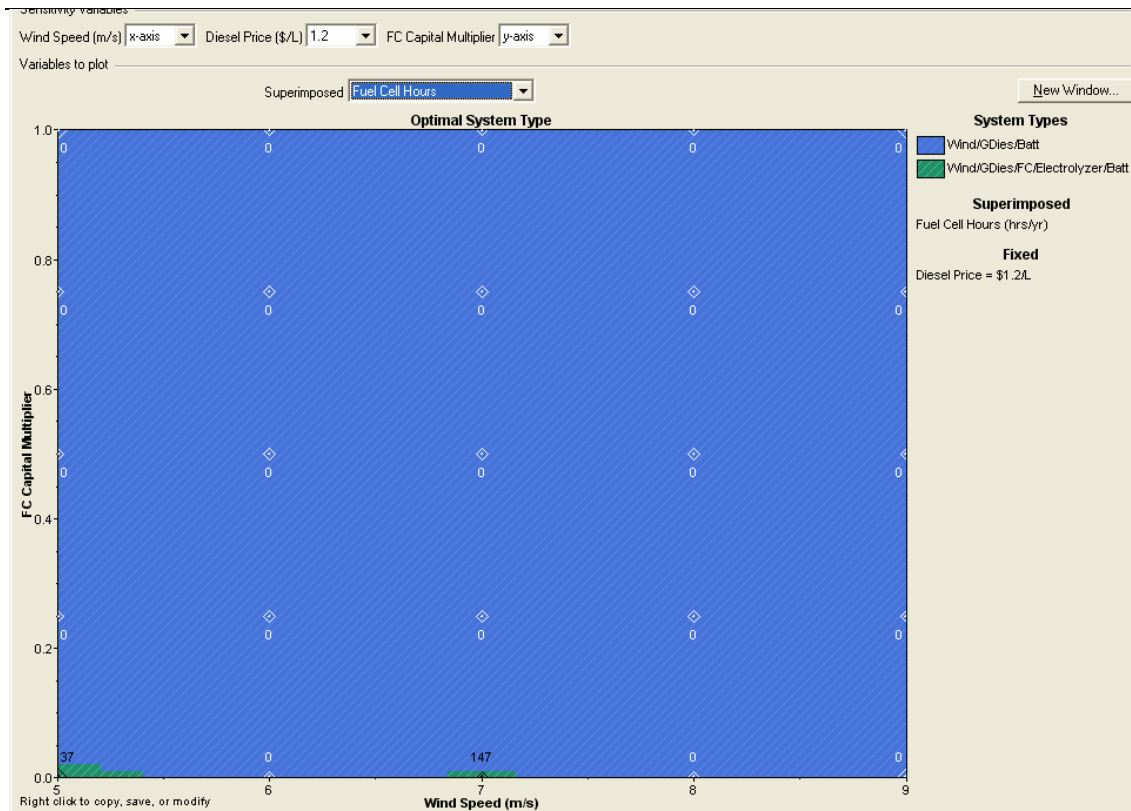 Sensitivity Variables
Wind Speed (m/s) x-axis Diesel Price ($/L) 1.2 FC Capital Multiplier y-axis
Variables to plot
Superimposed Fuel Cell Hours New Window...
Optimal System Type
1.0
0 0 0 0 0
0.8
0 0 0 0 0
0.6
0 0 0 0 0
0.4
0 0 0 0 0
0.2
37 0 147 0 0
0.0
5 6 7 8 9
FC Capital Multiplier
Wind Speed (m/s)
Right click to copy, save, or modify
System Types
Wind/GDies/Batt
Wind/GDies/FC/Electrolyzer/Batt
Superimposed
Fuel Cell Hours (hrs/yr)
Fixed
Diesel Price = $1.2/L